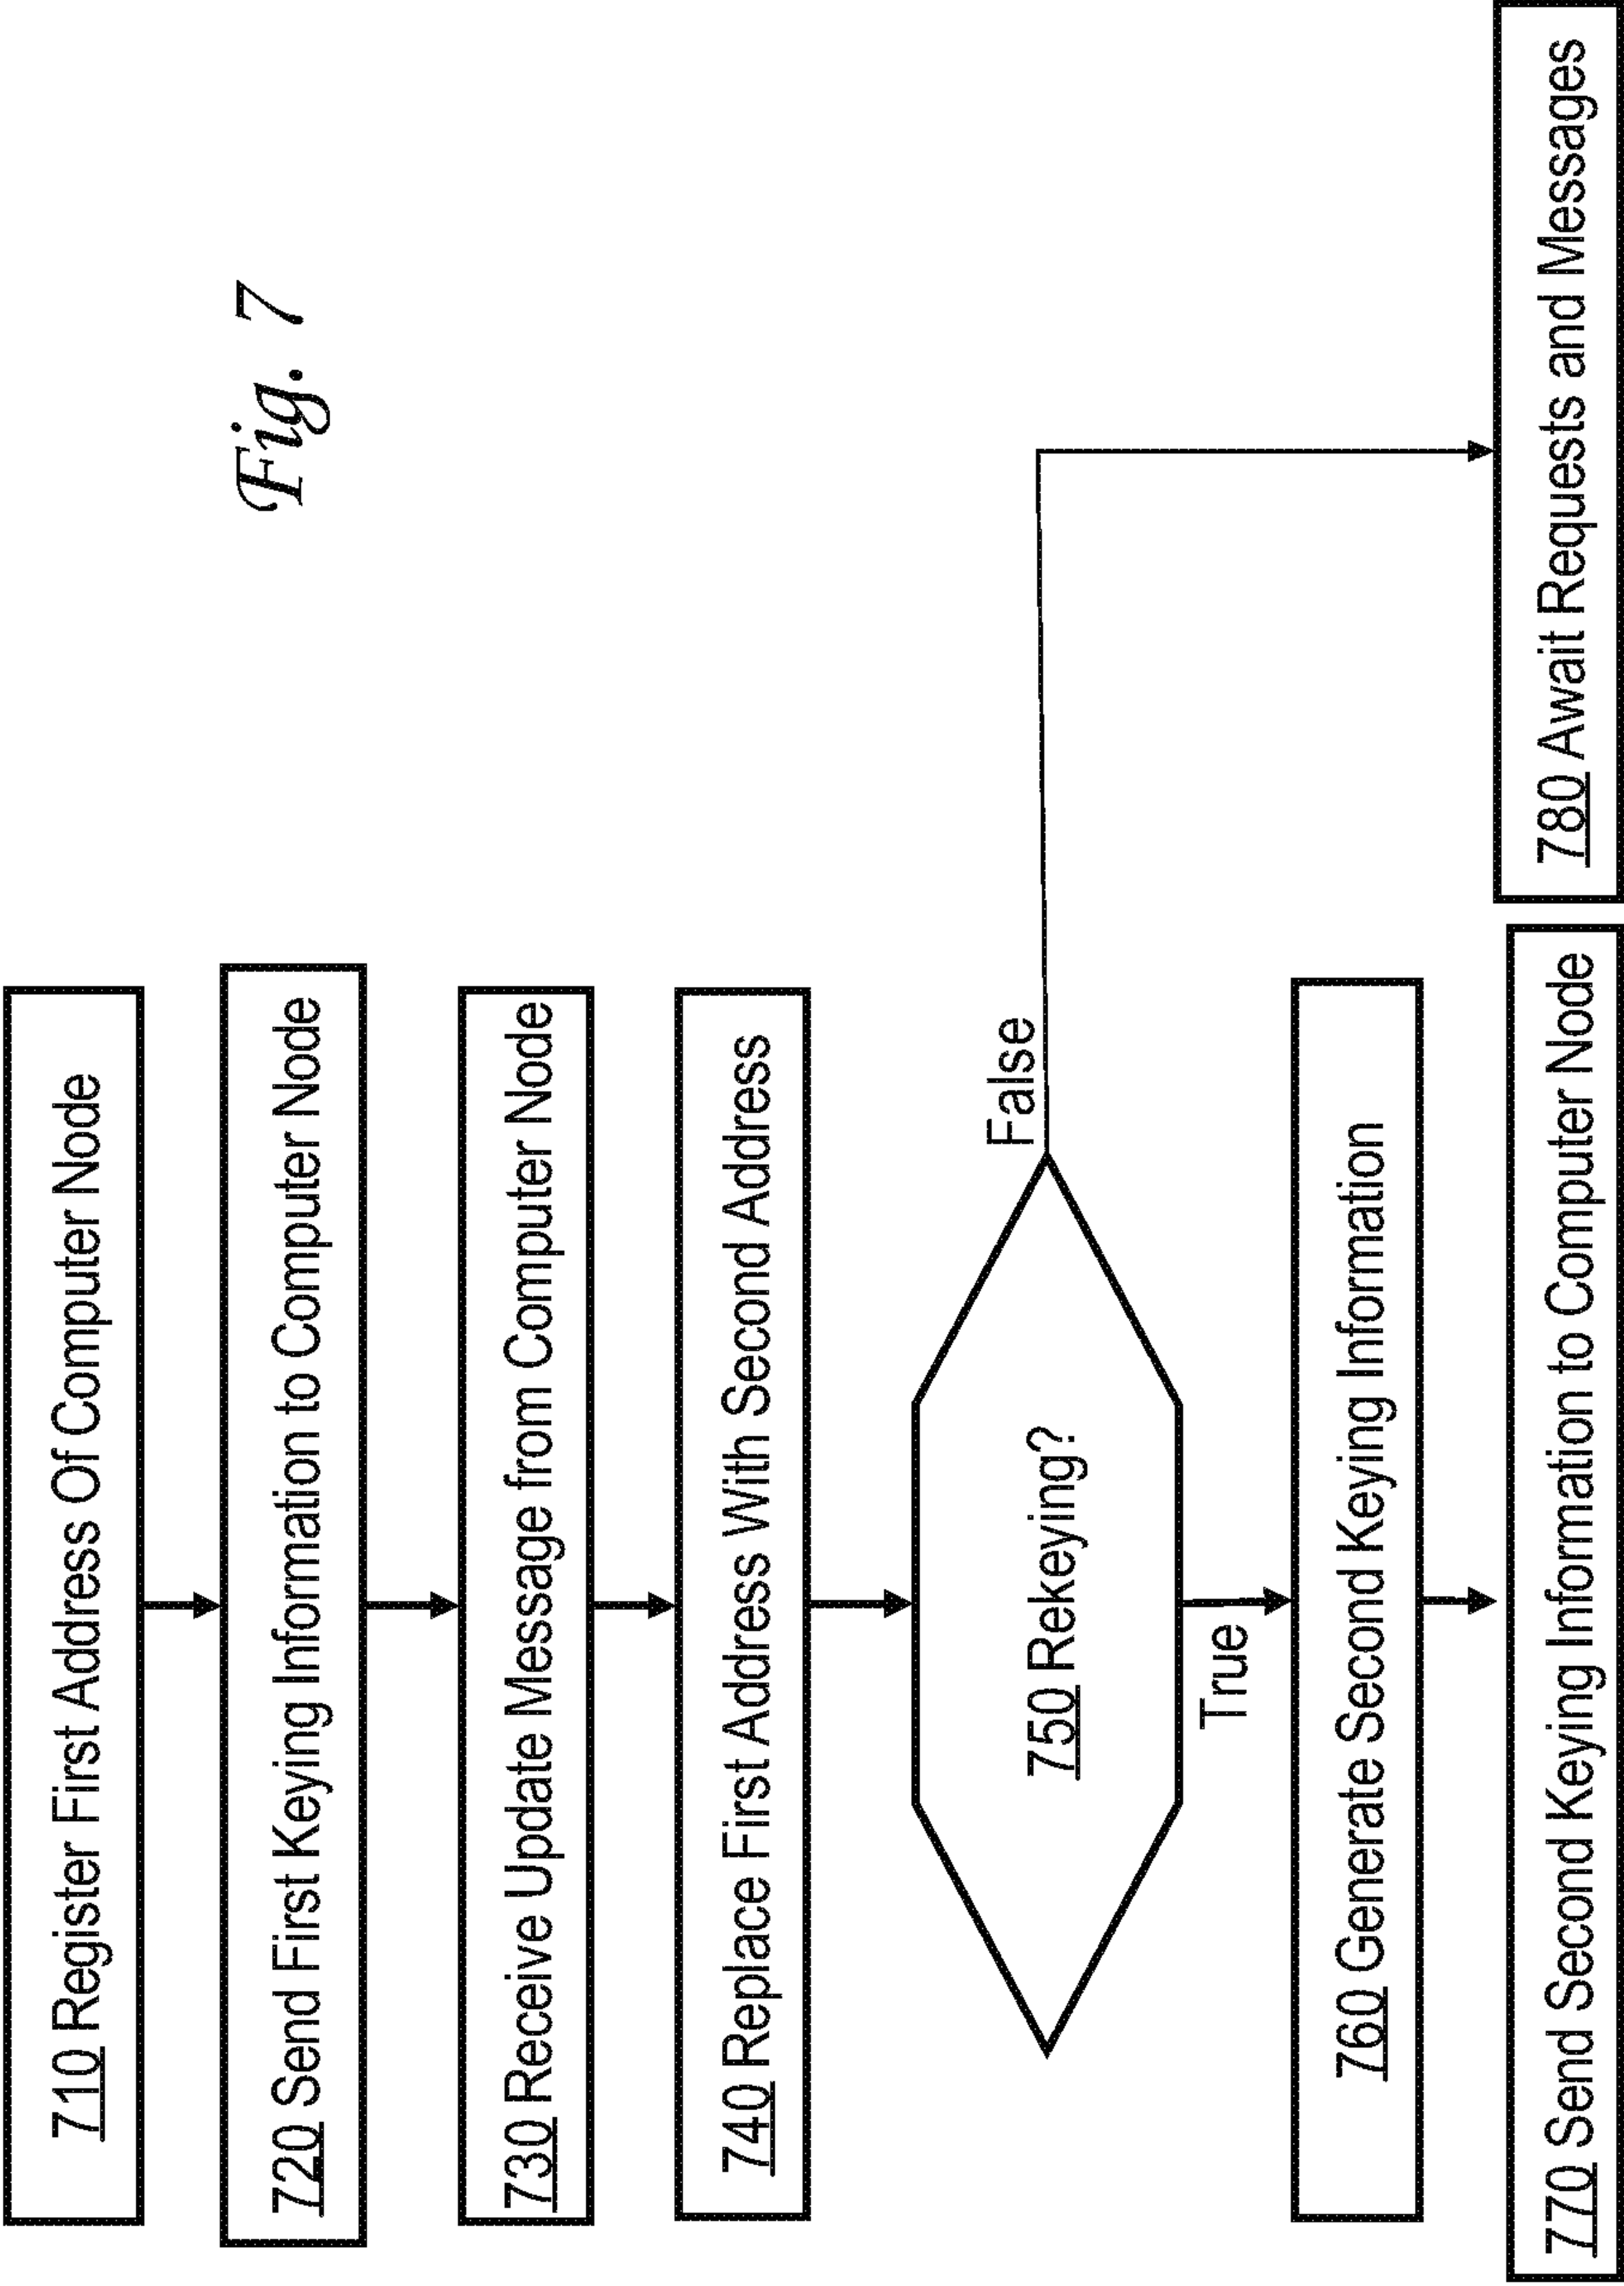 Fig. 7
710 Register First Address Of Computer Node
720 Send First Keying Information to Computer Node
730 Receive Update Message from Computer Node
740 Replace First Address With Second Address
750 Rekeying?
False
True
760 Generate Second Keying Information
770 Send Second Keying Information to Computer Node
780 Await Requests and Messages